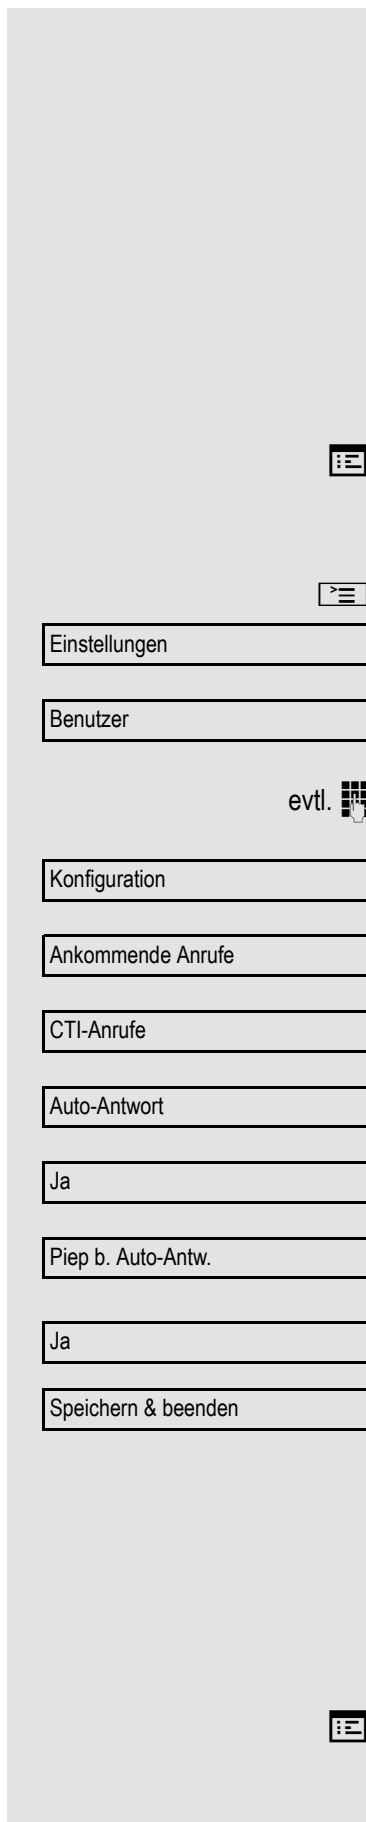 Einstellungen
Benutzer
evtl.
Konfiguration
Ankommende Anrufe
CTI-Anrufe
Auto-Antwort
Ja
Piep b. Auto-Antw.
Ja
Speichern & beenden